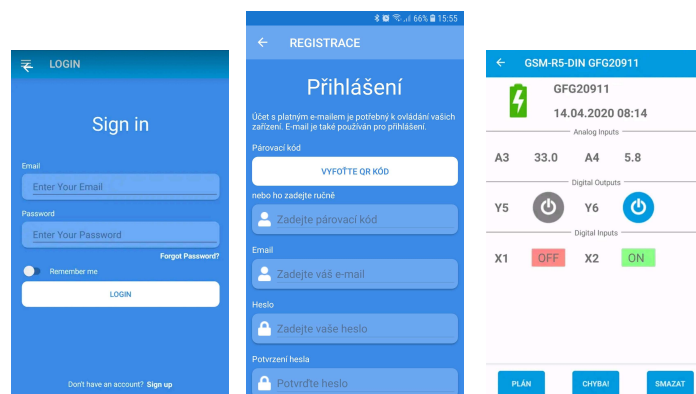 LOGIN
Sign in
Email
Enter Your Email
Password
Enter Your Password
Forgot Password?
Remember me
LOGIN
Don't have an account? Sign up
66% 15:55
REGISTRACE
Přihlášení
Účet s platným e-mailem je potřebný k ovládání vašich
zařízení. E-mail je také používán pro přihlášení.
Párovací kód
VYFOŤTE QR KÓD
nebo ho zadejte ručně
Zadejte párovací kód
Email
Zadejte váš e-mail
Heslo
Zadejte vaše heslo
Potvrzení hesla
Potvrďte heslo
GSM-R5-DIN GFG20911
GFG20911
14.04.2020 08:14
Analog Inputs
A3 33.0 A4 5.8
Digital Outputs
Y5 Y6
Digital Inputs
X1 OFF X2 ON
PLÁN CHYBA! SMAZAT